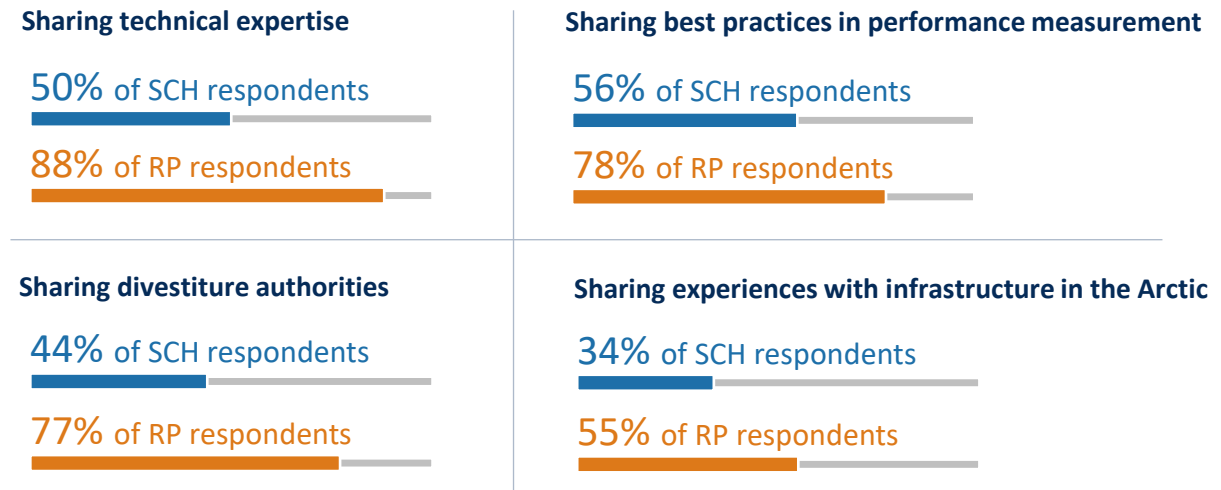 Sharing technical expertise
50% of SCH respondents
88% of RP respondents
Sharing best practices in performance measurement
56% of SCH respondents
78% of RP respondents
Sharing divestiture authorities
44% of SCH respondents
77% of RP respondents
Sharing experiences with infrastructure in the Arctic
34% of SCH respondents
55% of RP respondents